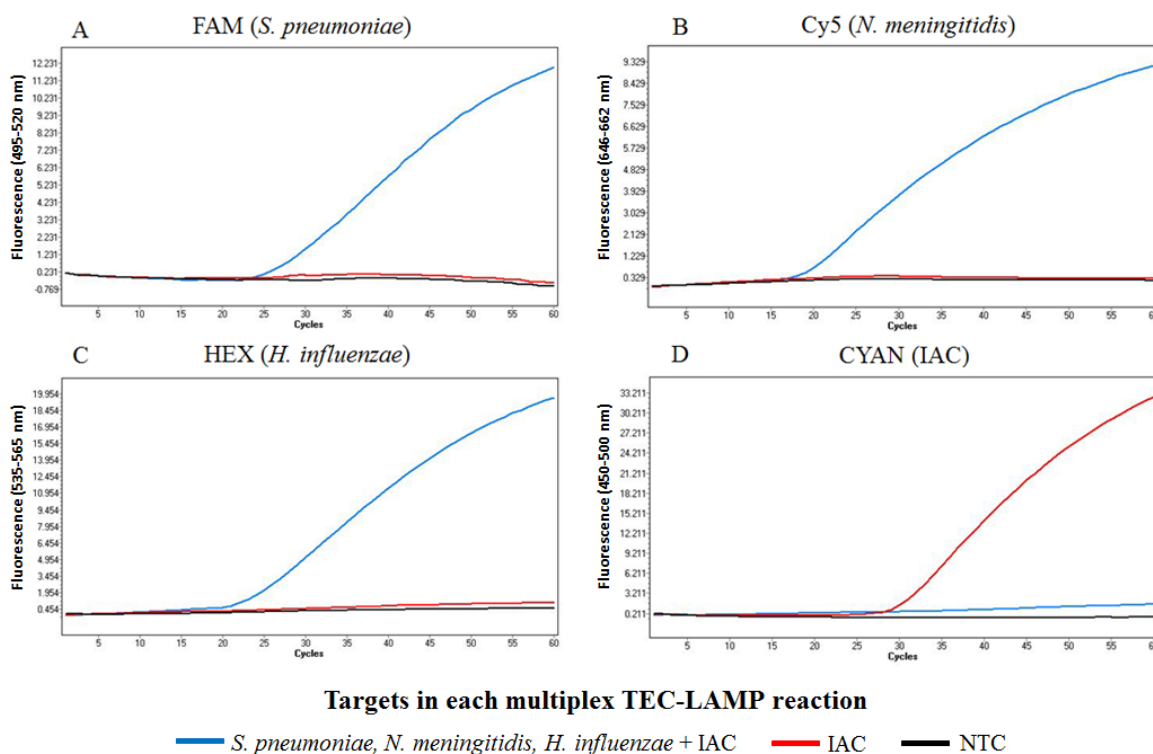 A FAM (S. pneumoniae)
Fluorescence (495-520 nm)
12.231
11.231
10.231
9.231
8.231
7.231
6.231
5.231
4.231
3.231
2.231
1.231
0.231
-0.769
5 10 15 20 25 30 35 40 45 50 55 60
Cycles
B Cy5 (N. meningitidis)
Fluorescence (646-662 nm)
9.329
8.429
7.529
6.629
5.729
4.829
3.929
3.029
2.129
1.229
0.329
5 10 15 20 25 30 35 40 45 50 55 60
Cycles
C HEX (H. influenzae)
Fluorescence (535-565 nm)
19.954
18.454
16.954
15.454
13.954
12.454
10.954
9.454
7.954
6.454
4.954
3.454
1.954
0.454
5 10 15 20 25 30 35 40 45 50 55 60
Cycles
D CYAN (IAC)
Fluorescence (450-500 nm)
33.211
30.211
27.211
24.211
21.211
18.211
15.211
12.211
9.211
6.211
3.211
0.211
5 10 15 20 25 30 35 40 45 50 55 60
Cycles
Targets in each multiplex TEC-LAMP reaction
S. pneumoniae, N. meningitidis, H. influenzae + IAC IAC NTC